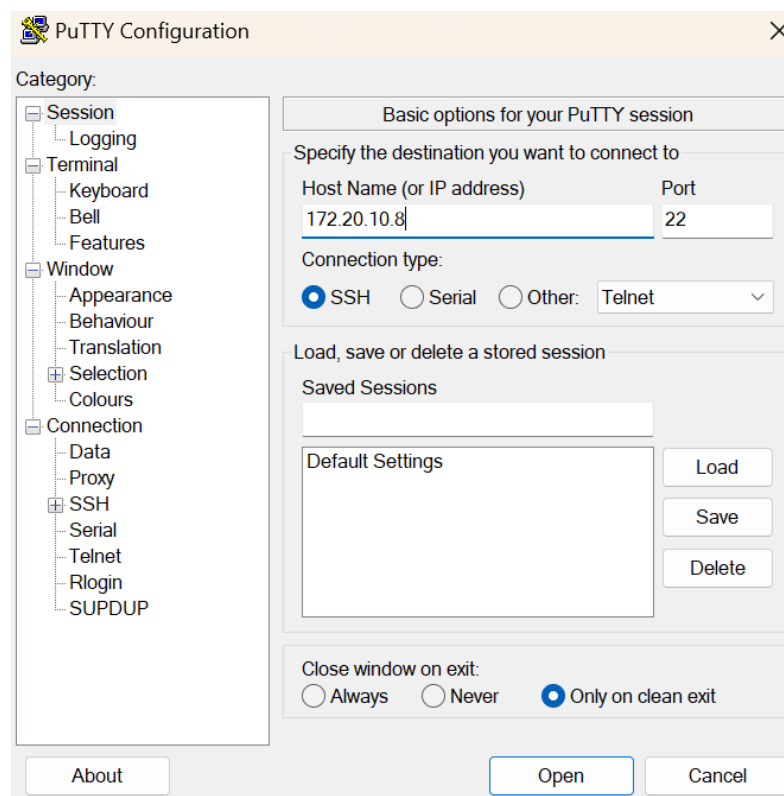 PuTTY Configuration
Category:
Session
Logging
Terminal
Keyboard
Bell
Features
Window
Appearance
Behaviour
Translation
Selection
Colours
Connection
Data
Proxy
SSH
Serial
Telnet
Rlogin
SUPDUP
Basic options for your PuTTY session
Specify the destination you want to connect to
Host Name (or IP address) Port
172.20.10.8 22
Connection type:
SSH Serial Other: Telnet
Load, save or delete a stored session
Saved Sessions
Default Settings
Load
Save
Delete
Close window on exit:
Always Never Only on clean exit
About Open Cancel